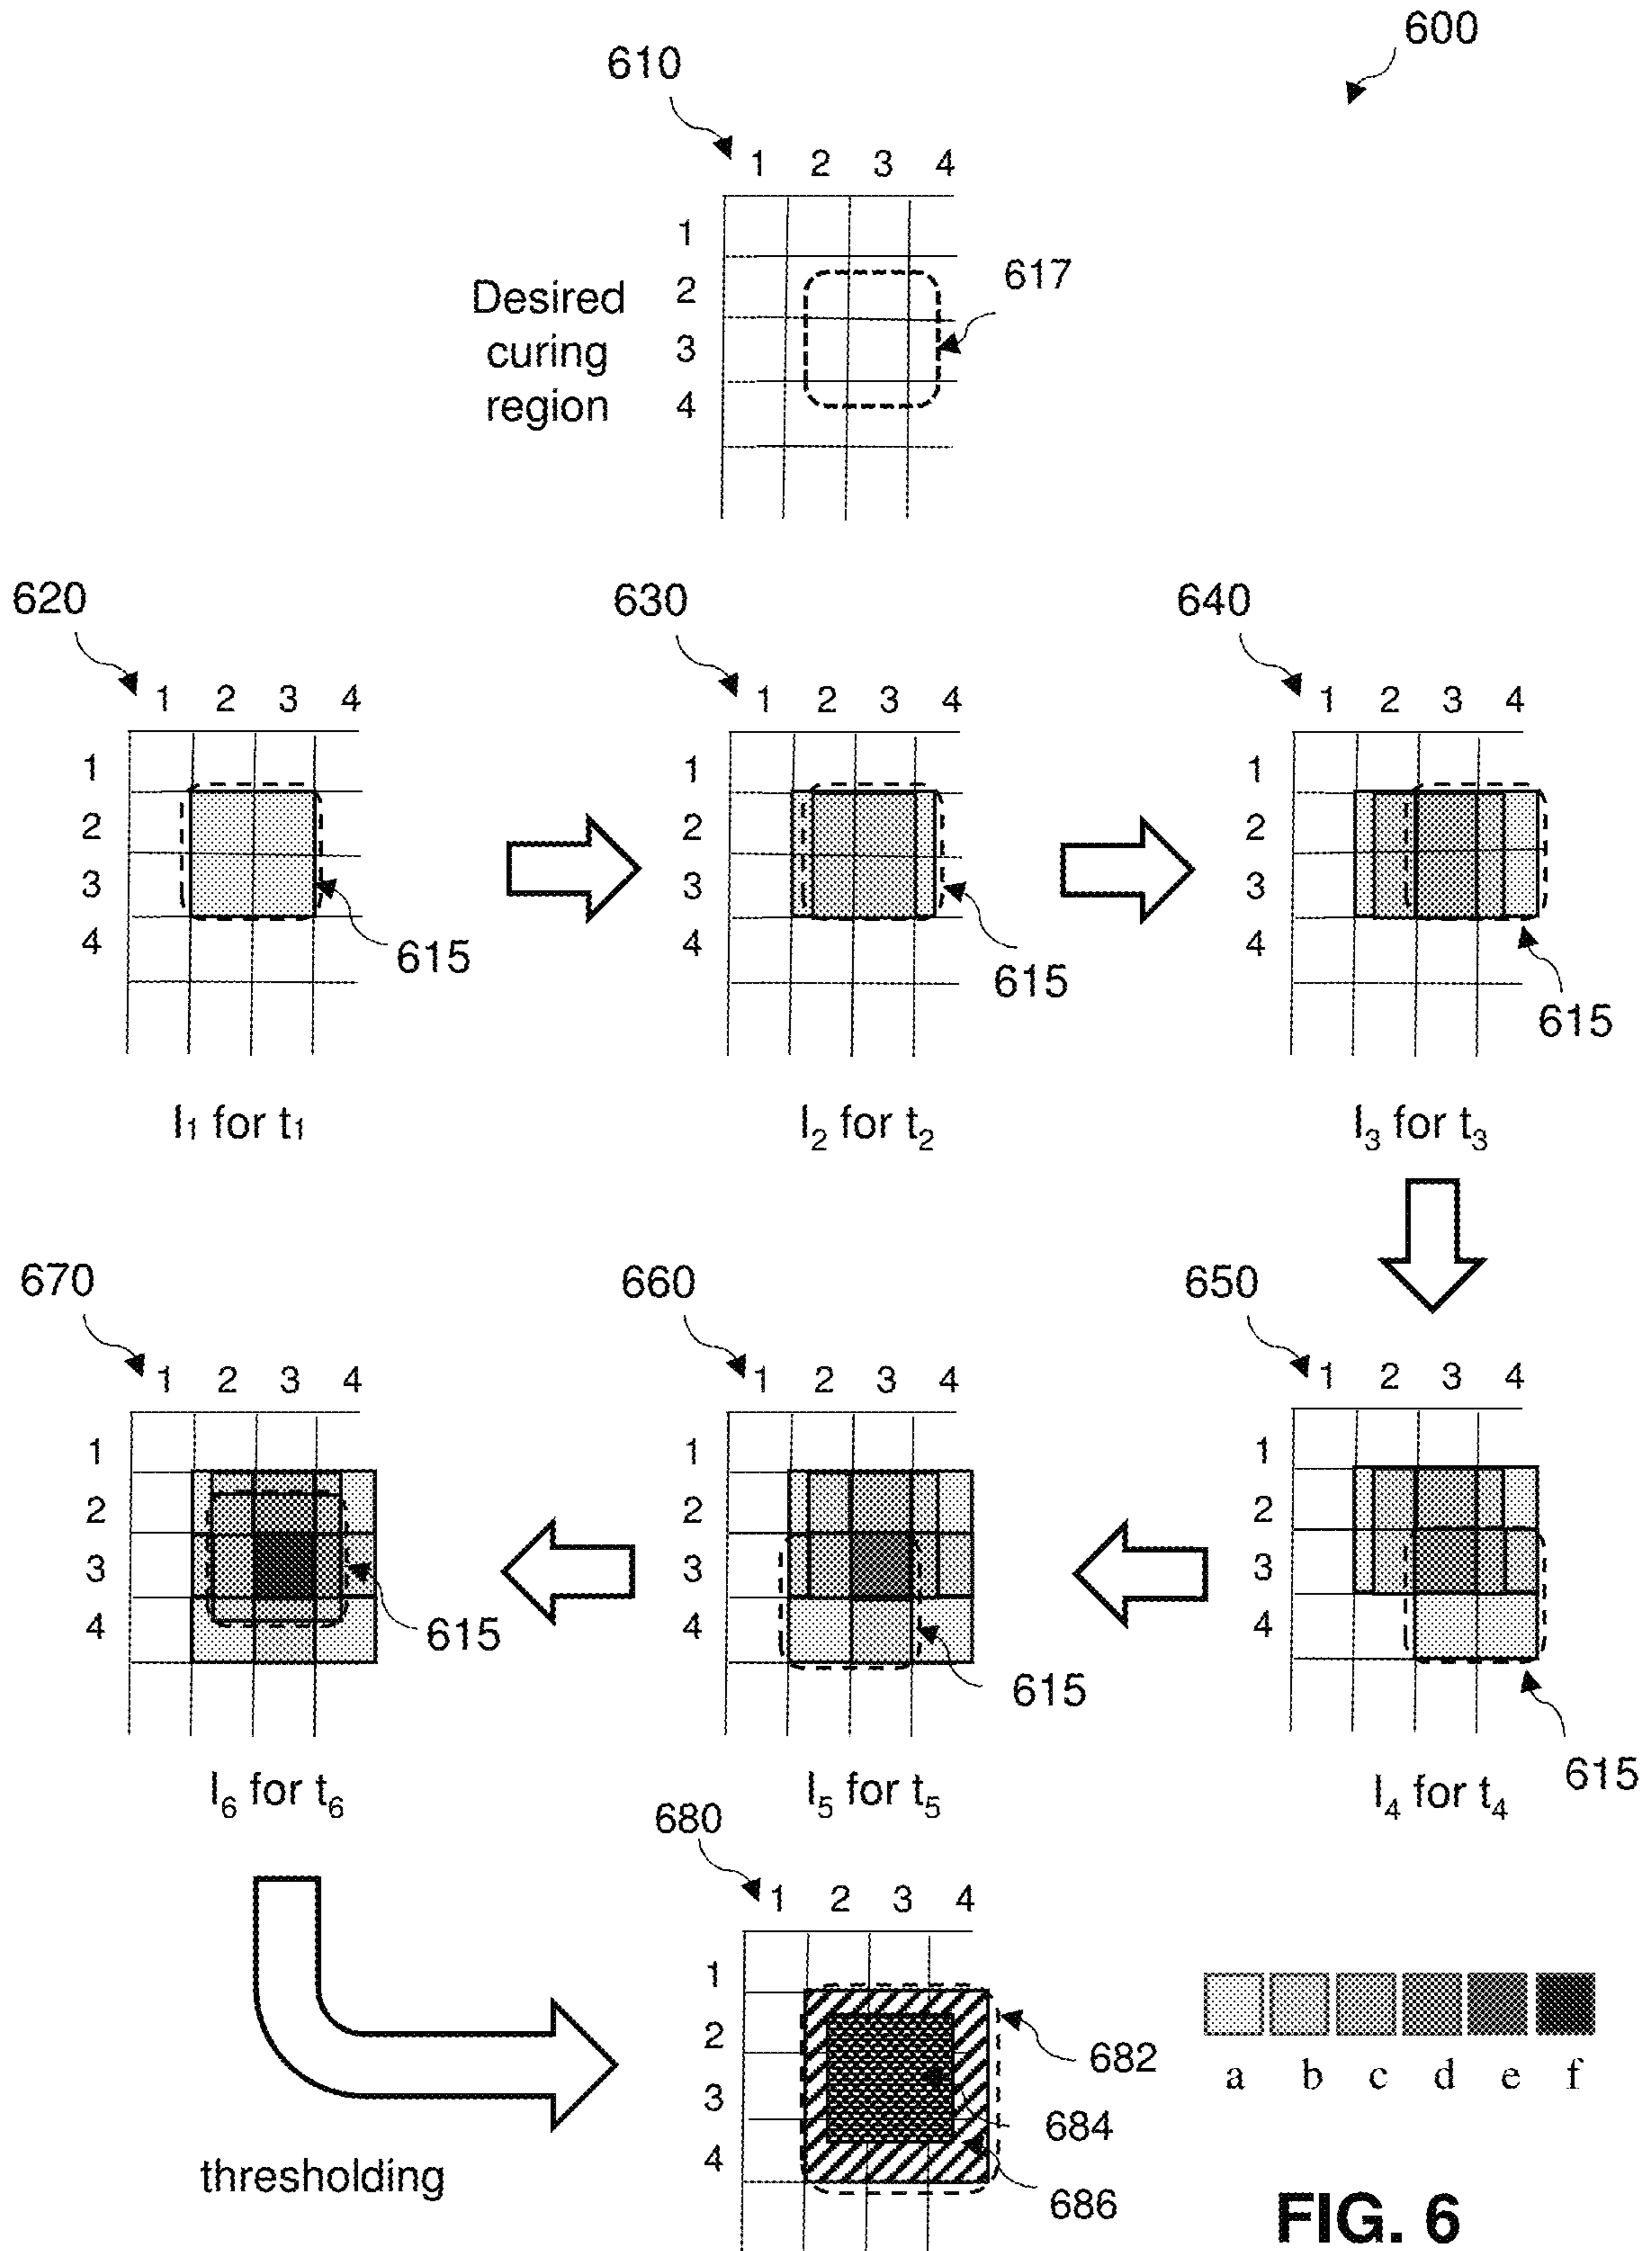 600
610
1 2 3 4
1
2
3
4
Desired
curing
region
617
620
1 2 3 4
1
2
3
4
615
I₁ for t₁
630
1 2 3 4
1
2
3
4
615
I₂ for t₂
640
1 2 3 4
1
2
3
4
615
I₃ for t₃
670
1 2 3 4
1
2
3
4
615
I₆ for t₆
660
1 2 3 4
1
2
3
4
615
I₅ for t₅
650
1 2 3 4
1
2
3
4
615
I₄ for t₄
680
1 2 3 4
1
2
3
4
682
684
686
thresholding
a b c d e f
FIG. 6